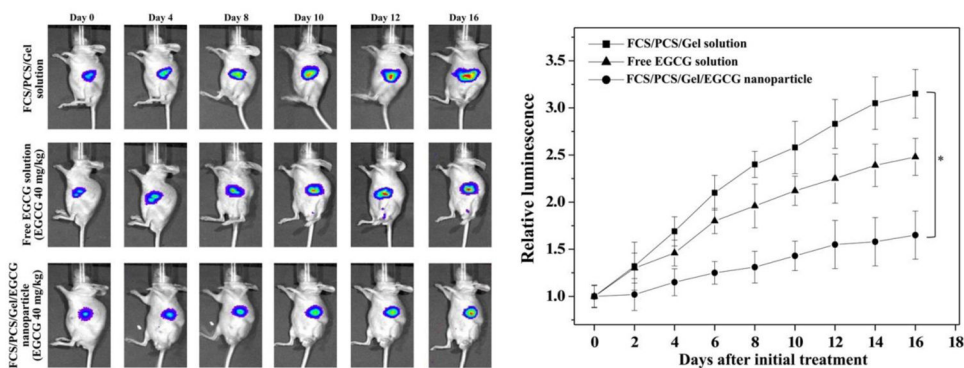 Day 0 Day 4 Day 8 Day 10 Day 12 Day 16
FCS/PCS/Gel
solution
Free EGCG solution
(EGCG 40 mg/kg)
FCS/PCS/Gel/EGCG
nanoparticle
(EGCG 40 mg/kg)
Relative luminescence
3.5
3.0
2.5
2.0
1.5
1.0
FCS/PCS/Gel solution
Free EGCG solution
FCS/PCS/Gel/EGCG nanoparticle
*
0 2 4 6 8 10 12 14 16 18
Days after initial treatment